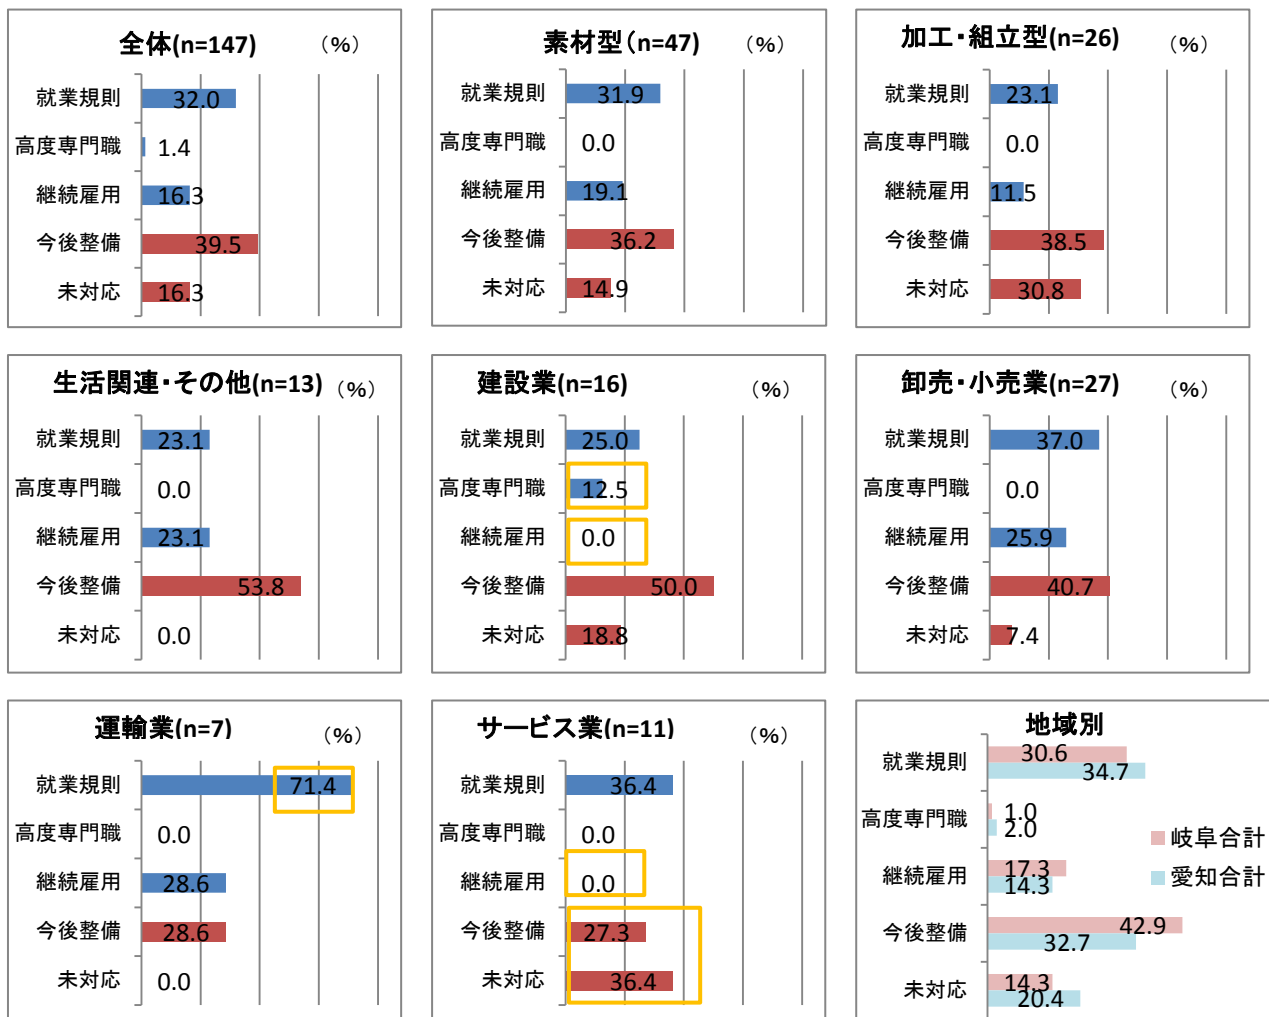 全体(n=147) （%）
就業規則 32.0
高度専門職 1.4
継続雇用 16.3
今後整備 39.5
未対応 16.3
素材型（n=47) （%）
就業規則 31.9
高度専門職 0.0
継続雇用 19.1
今後整備 36.2
未対応 14.9
加工・組立型(n=26) （%）
就業規則 23.1
高度専門職 0.0
継続雇用 11.5
今後整備 38.5
未対応 30.8
生活関連・その他(n=13) （%）
就業規則 23.1
高度専門職 0.0
継続雇用 23.1
今後整備 53.8
未対応 0.0
建設業(n=16) （%）
就業規則 25.0
高度専門職 12.5
継続雇用 0.0
今後整備 50.0
未対応 18.8
卸売・小売業(n=27) （%）
就業規則 37.0
高度専門職 0.0
継続雇用 25.9
今後整備 40.7
未対応 7.4
運輸業(n=7) （%）
就業規則 71.4
高度専門職 0.0
継続雇用 28.6
今後整備 28.6
未対応 0.0
サービス業(n=11) （%）
就業規則 36.4
高度専門職 0.0
継続雇用 0.0
今後整備 27.3
未対応 36.4
地域別
就業規則 30.6
34.7
高度専門職 1.0
2.0
継続雇用 17.3
14.3
今後整備 42.9
32.7
未対応 14.3
20.4
岐阜合計
愛知合計